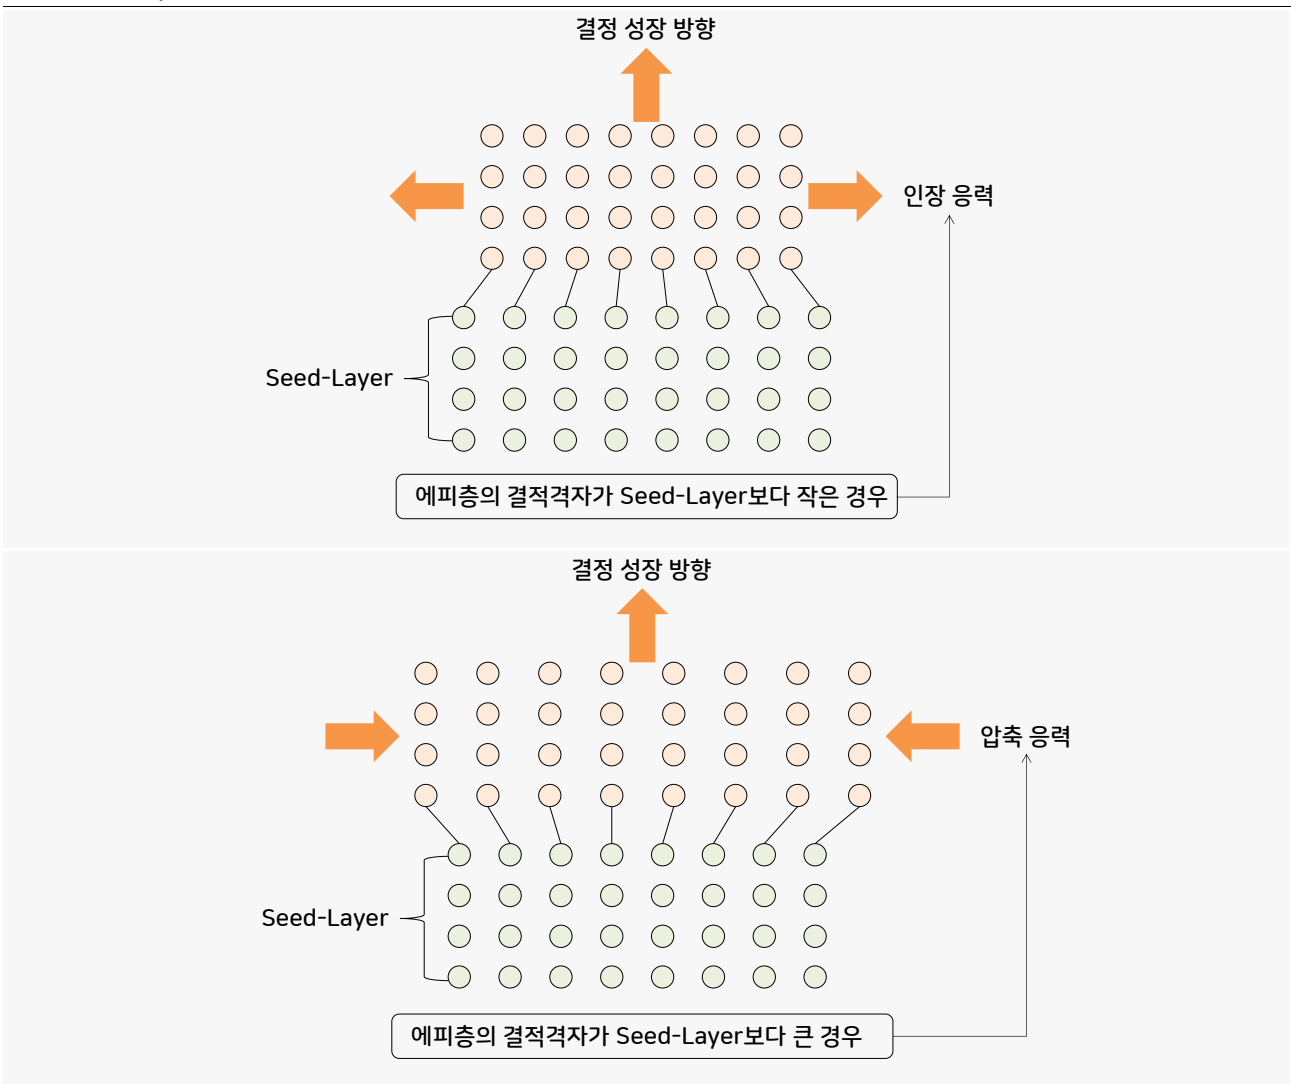 결정 성장 방향
인장 응력
Seed-Layer
에피층의 결적격자가 Seed-Layer보다 작은 경우
결정 성장 방향
압축 응력
Seed-Layer
에피층의 결적격자가 Seed-Layer보다 큰 경우